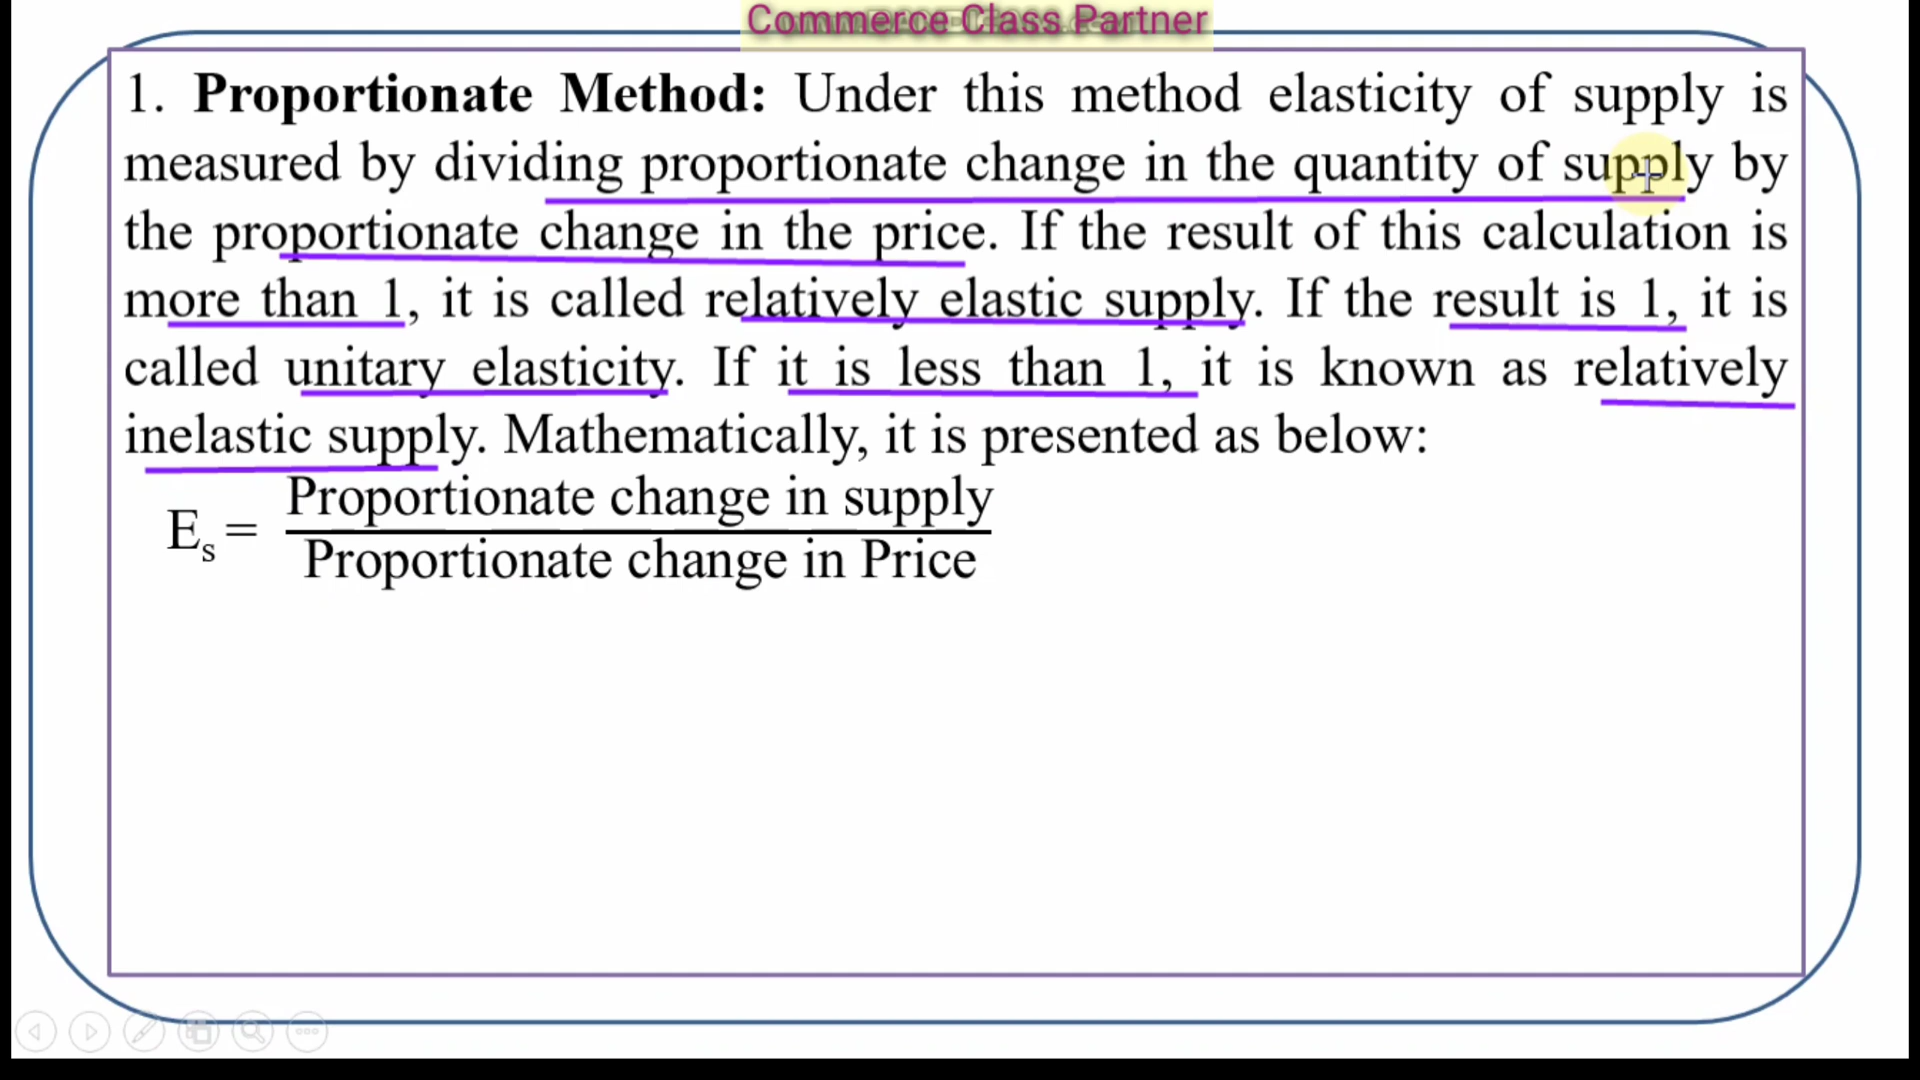 Commerce Class Partner
1. Proportionate Method: Under this method elasticity of supply is
measured by dividing proportionate change in the quantity of supply by
the proportionate change in the price. If the result of this calculation is
more than 1, it is called relatively elastic supply. If the result is 1, it is
called unitary elasticity. If it is less than 1, it is known as relatively
inelastic supply. Mathematically, it is presented as below:
Proportionate change in supply
Es =
Proportionate change in Price